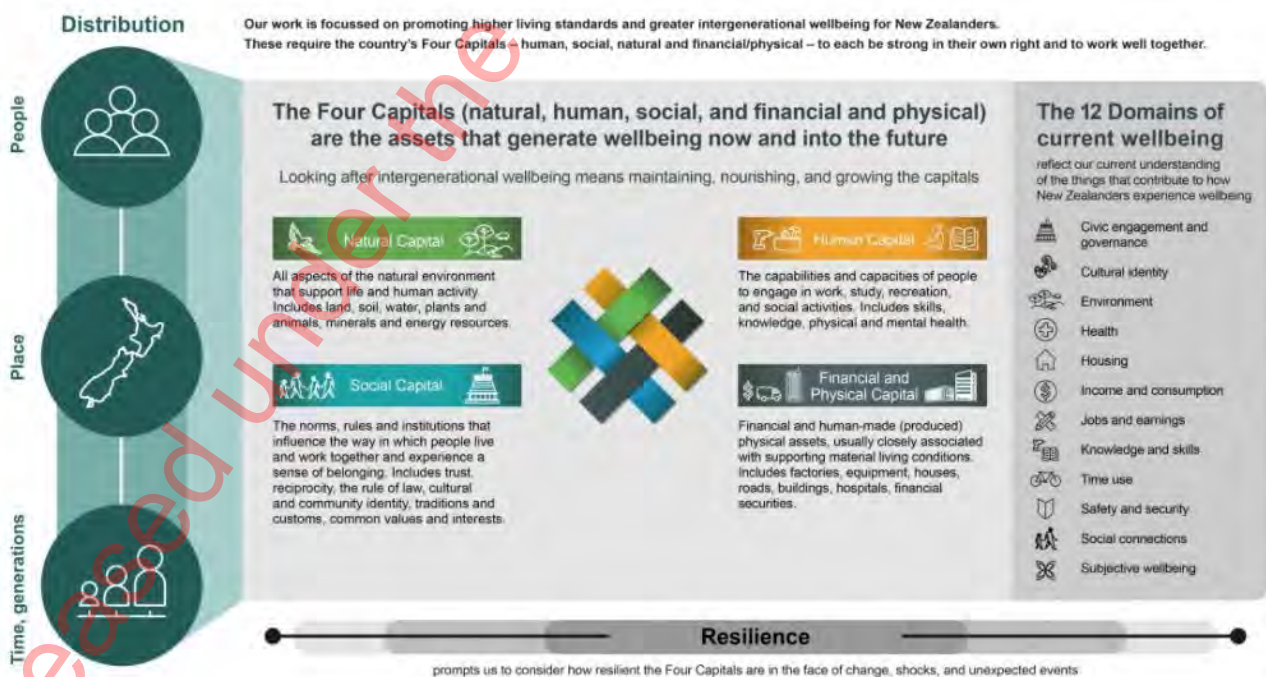 Distribution
Our work is focussed on promoting higher living standards and greater intergenerational wellbeing for New Zealanders.
These require the country's Four Capitals – human, social, natural and financial/physical – to each be strong in their own right and to work well together.
People
Place
Time, generations
The Four Capitals (natural, human, social, and financial and physical)
are the assets that generate wellbeing now and into the future
Looking after intergenerational wellbeing means maintaining, nourishing, and growing the capitals
Natural Capital
All aspects of the natural environment
that support life and human activity.
Includes land, soil, water, plants and
animals, minerals and energy resources.
Human Capital
The capabilities and capacities of people
to engage in work, study, recreation,
and social activities. Includes skills,
knowledge, physical and mental health.
Social Capital
The norms, rules and institutions that
influence the way in which people live
and work together and experience a
sense of belonging. Includes trust,
reciprocity, the rule of law, cultural
and community identity, traditions and
customs, common values and interests.
Financial and
Physical Capital
Financial and human-made (produced)
physical assets, usually closely associated
with supporting material living conditions.
Includes factories, equipment, houses,
roads, buildings, hospitals, financial
securities.
The 12 Domains of
current wellbeing
reflect our current understanding
of the things that contribute to how
New Zealanders experience wellbeing
Civic engagement and
governance
Cultural identity
Environment
Health
Housing
Income and consumption
Jobs and earnings
Knowledge and skills
Time use
Safety and security
Social connections
Subjective wellbeing
Resilience
prompts us to consider how resilient the Four Capitals are in the face of change, shocks, and unexpected events
eased under the